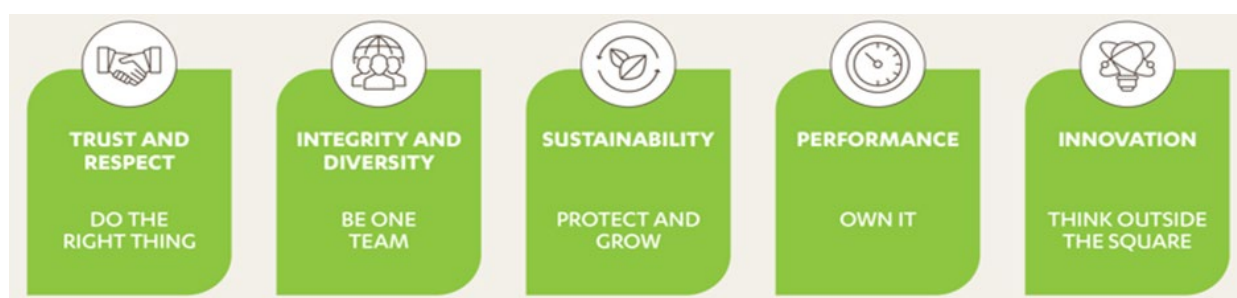 TRUST AND
RESPECT
DO THE
RIGHT THING
INTEGRITY AND
DIVERSITY
BE ONE
TEAM
SUSTAINABILITY
PROTECT AND
GROW
PERFORMANCE
OWN IT
INNOVATION
THINK OUTSIDE
THE SQUARE